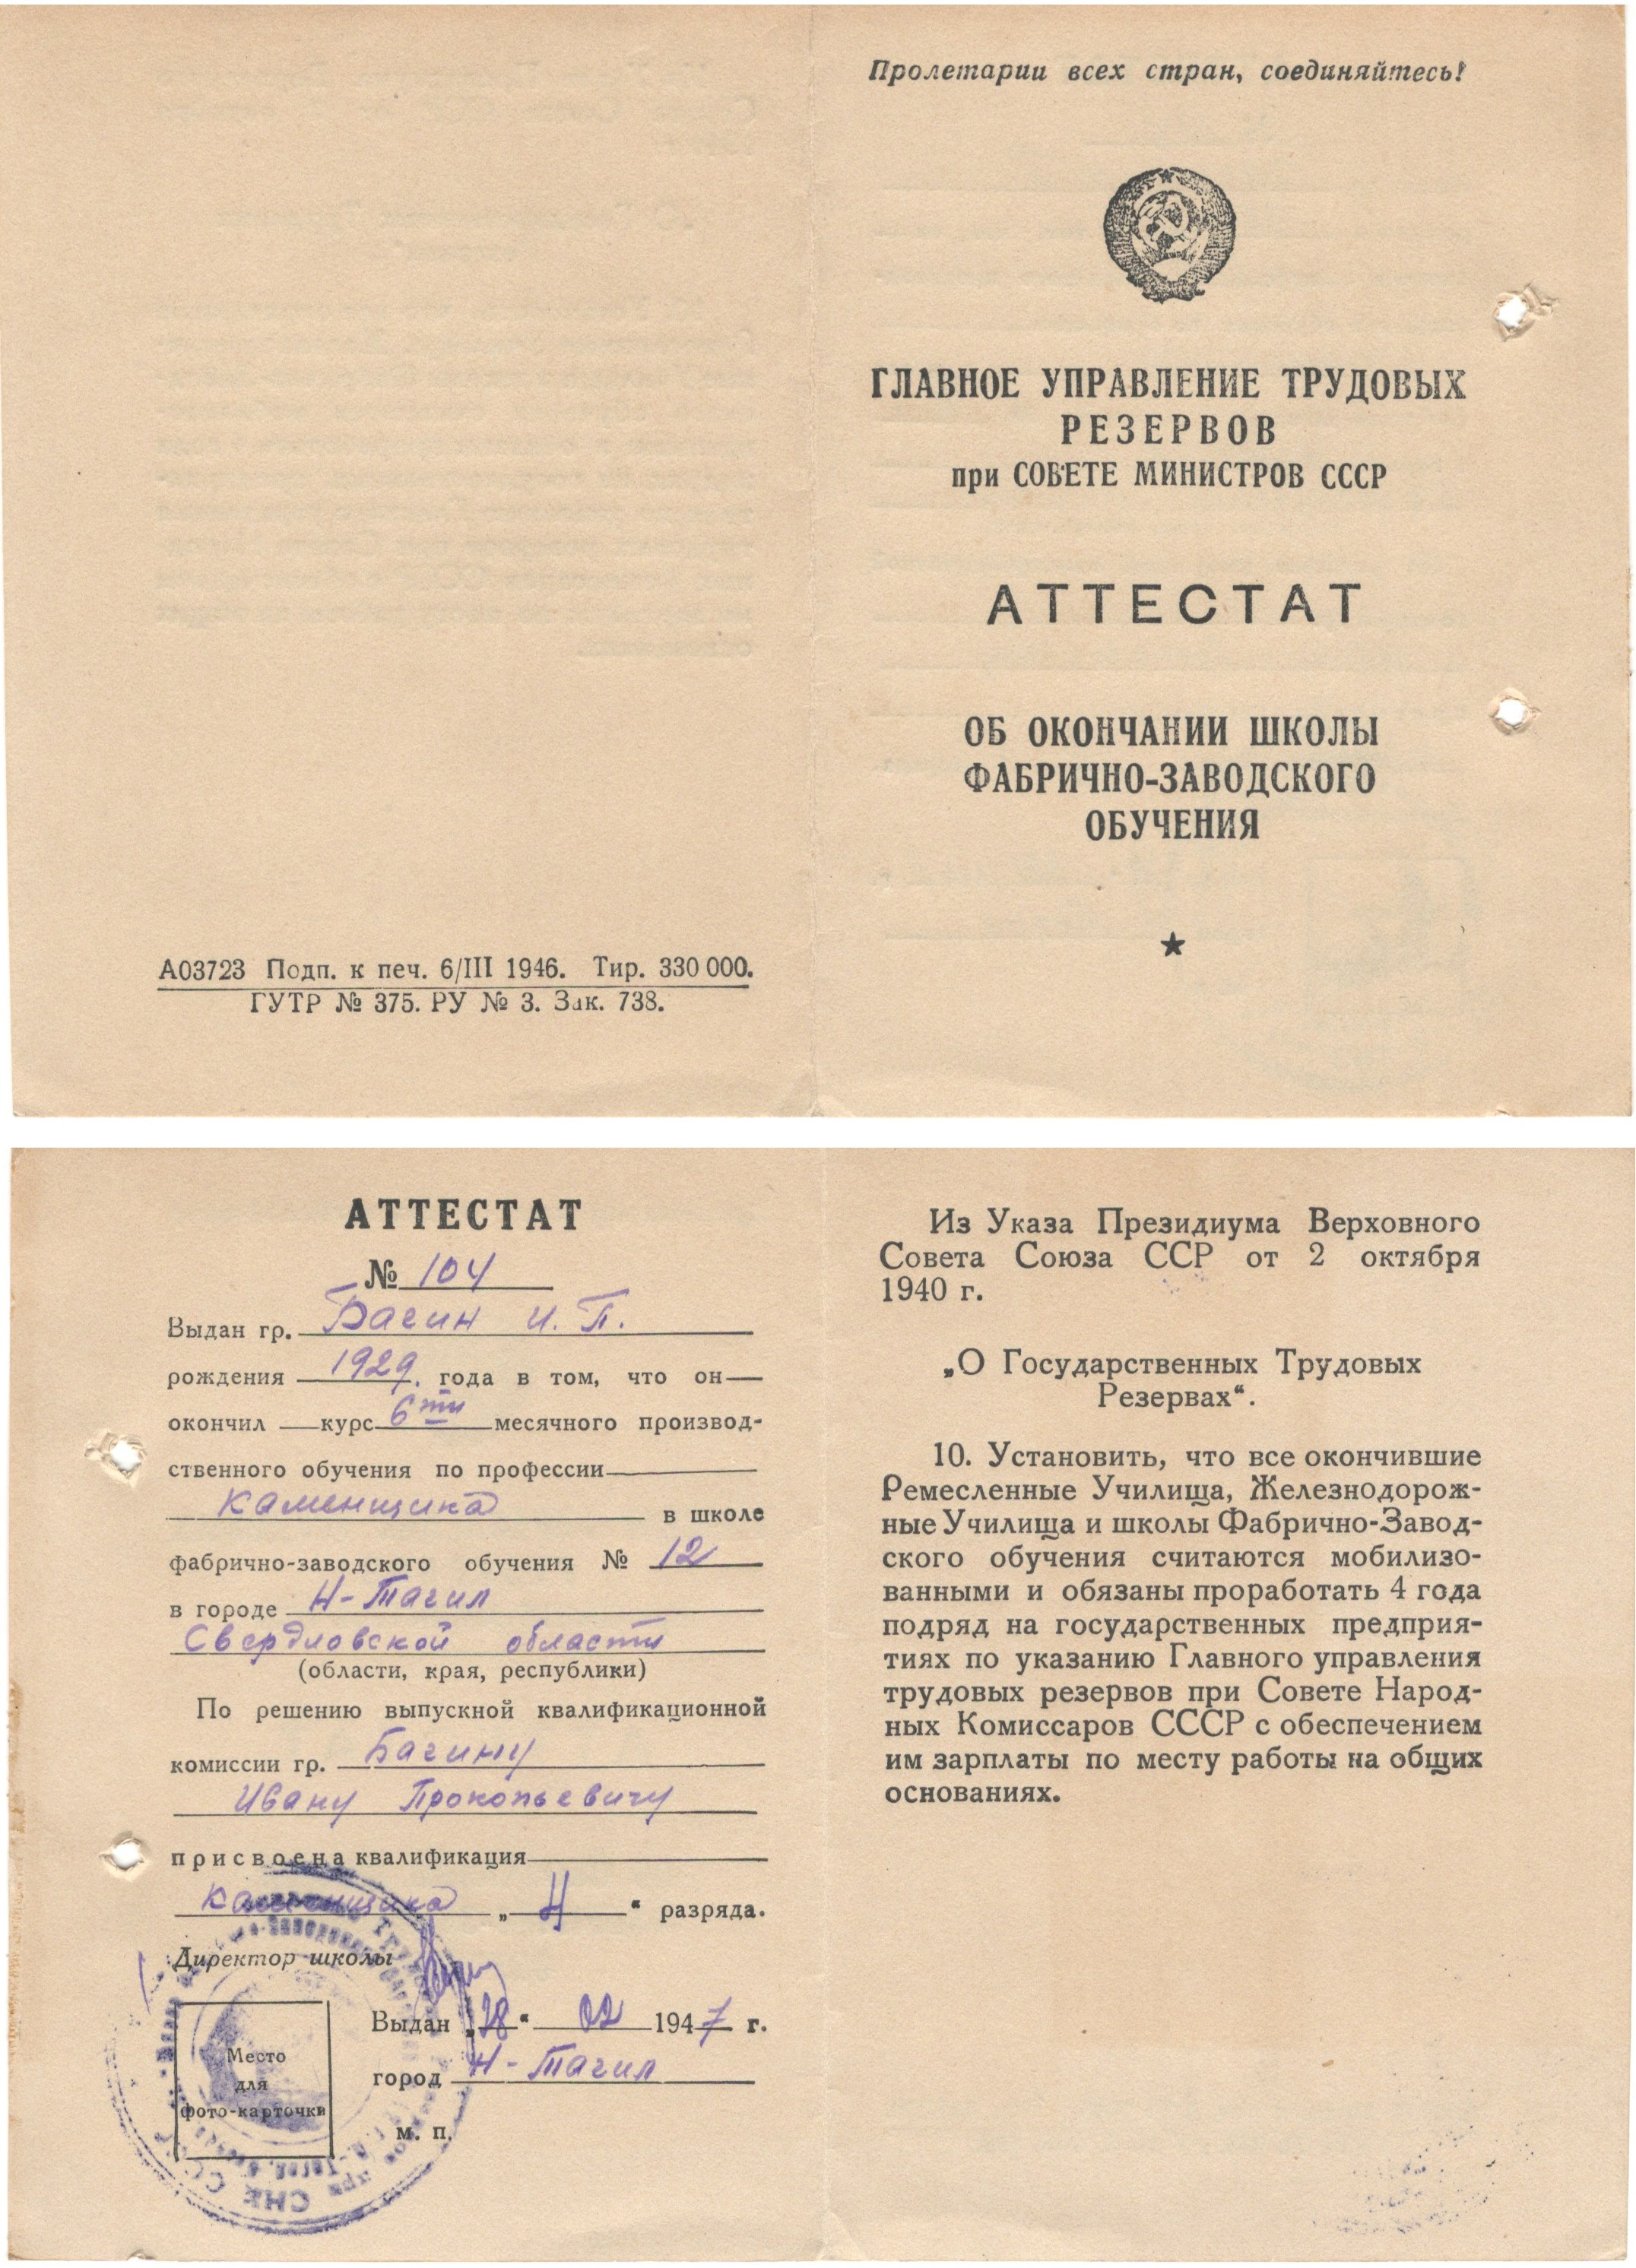 Пролетарии всех стран, соединяйтесь!
ГЛАВНОЕ УПРАВЛЕНИЕ ТРУДОВЫХ
РЕЗЕРВОВ
при СОВЕТЕ МИНИСТРОВ СССР
АТТЕСТАТ
ОБ ОКОНЧАНИИ ШКОЛЫ
ФАБРИЧНО-ЗАВОДСКОГО
ОБУЧЕНИЯ
А03723 Подп. к печ. 6/III 1946. Тир. 330 000.
ГУТР № 375. РУ № 3. Зак. 738.
АТТЕСТАТ
№ 104
Выдан гр. Багин И. П.
рождения 1929. года в том, что он
окончил курс 6ти месячного производ-
ственного обучения по профессии
каменщика в школе
фабрично-заводского обучения № 12
в городе Н-Тагил
Свердловской области
(области, края, республики)
По решению выпускной квалификационной
комиссии гр. Багину
Ивану Прокопьевичу
присвоена квалификация
каменщика „ 4 “ разряда.
Директор школы
Выдан „28“ 02 1947 г.
город Н-Тагил
Место
для
фото-карточки
м. п.
при СНК СССР
Из Указа Президиума Верховного
Совета Союза ССР от 2 октября
1940 г.
„О Государственных Трудовых
Резервах“.
10. Установить, что все окончившие
Ремесленные Училища, Железнодорож-
ные Училища и школы Фабрично-Завод-
ского обучения считаются мобилизо-
ванными и обязаны проработать 4 года
подряд на государственных предприя-
тиях по указанию Главного управления
трудовых резервов при Совете Народ-
ных Комиссаров СССР с обеспечением
им зарплаты по месту работы на общих
основаниях.